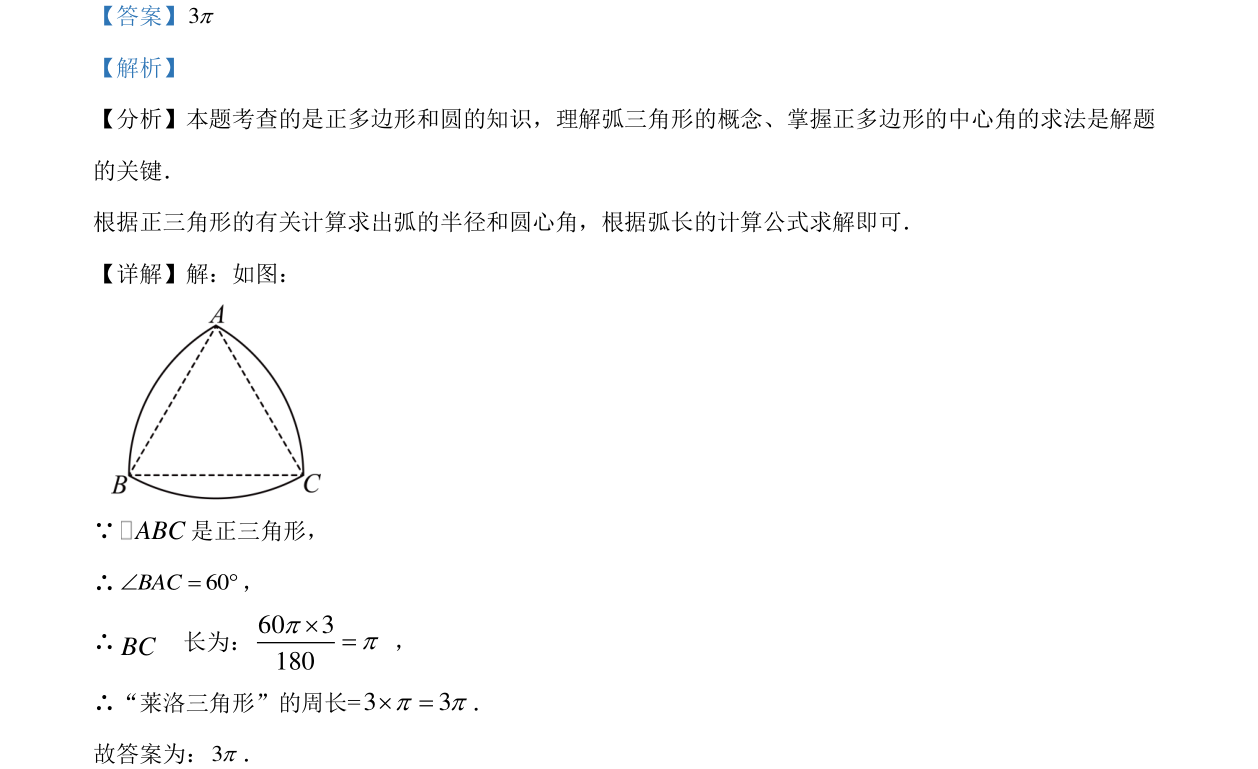 【答案】3π
【解析】
【分析】本题考查的是正多边形和圆的知识，理解弧三角形的概念、掌握正多边形的中心角的求法是解题
的关键．
根据正三角形的有关计算求出弧的半径和圆心角，根据弧长的计算公式求解即可．
【详解】解：如图：
A
B
C
∵□ABC 是正三角形，
∴∠BAC = 60°，
∴BC 长为：60π×3/180 = π ，
∴“莱洛三角形”的周长=3×π = 3π．
故答案为：3π．